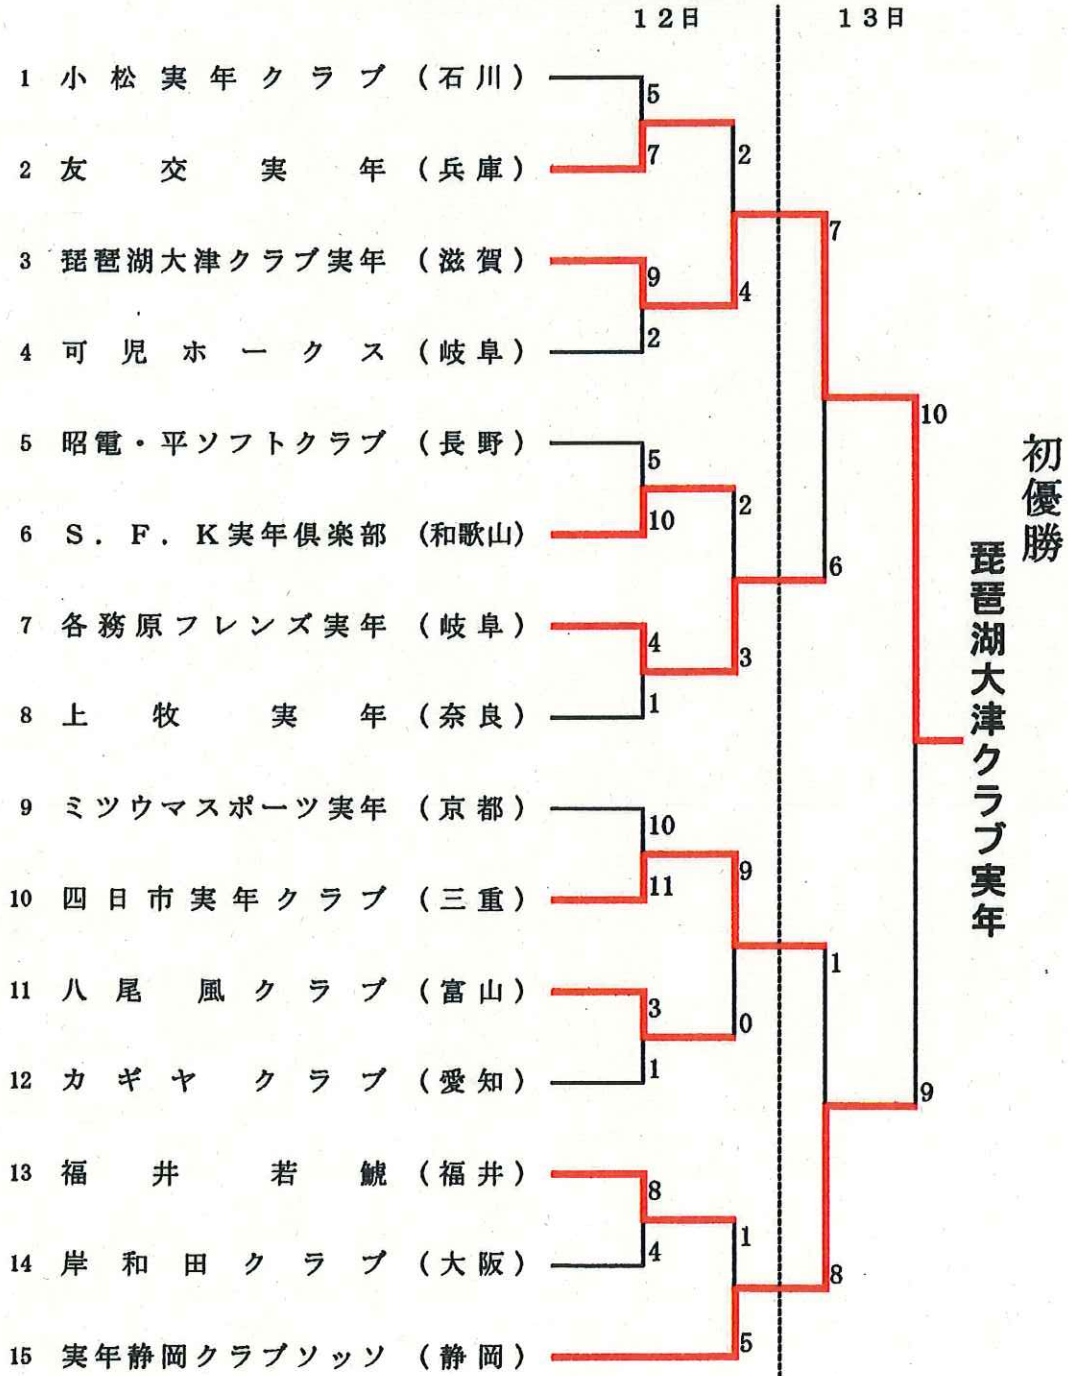 12日 13日
1 小松実年クラブ (石川)
5
7
2
2 友交実年 (兵庫)
7
3 琵琶湖大津クラブ実年 (滋賀)
9
4
2
4 可児ホークス (岐阜)
10
5 昭電・平ソフトクラブ (長野)
5
2
10
6 S.F.K実年倶楽部 (和歌山)
6
7 各務原フレンズ実年 (岐阜)
4
3
1
8 上牧実年 (奈良)
初優勝
琵琶湖大津クラブ実年
9 ミツウマスポーツ実年 (京都)
10
9
11
10 四日市実年クラブ (三重)
1
11 八尾風クラブ (富山)
3
0
1
12 カギヤクラブ (愛知)
9
13 福井若鯱 (福井)
8
1
4
14 岸和田クラブ (大阪)
8
5
15 実年静岡クラブソッソ (静岡)